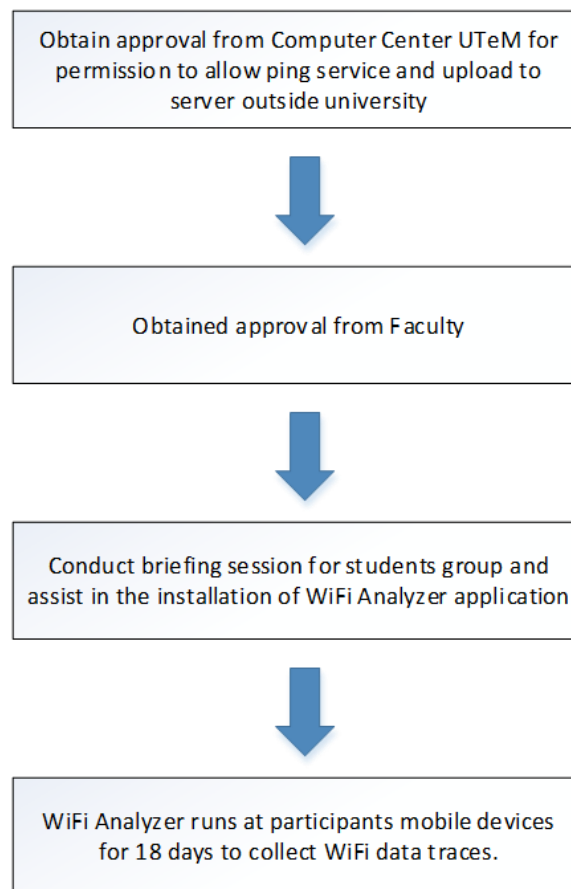 Obtain approval from Computer Center UTeM for
permission to allow ping service and upload to
server outside university
Obtained approval from Faculty
Conduct briefing session for students group and
assist in the installation of WiFi Analyzer application
WiFi Analyzer runs at participants mobile devices
for 18 days to collect WiFi data traces.